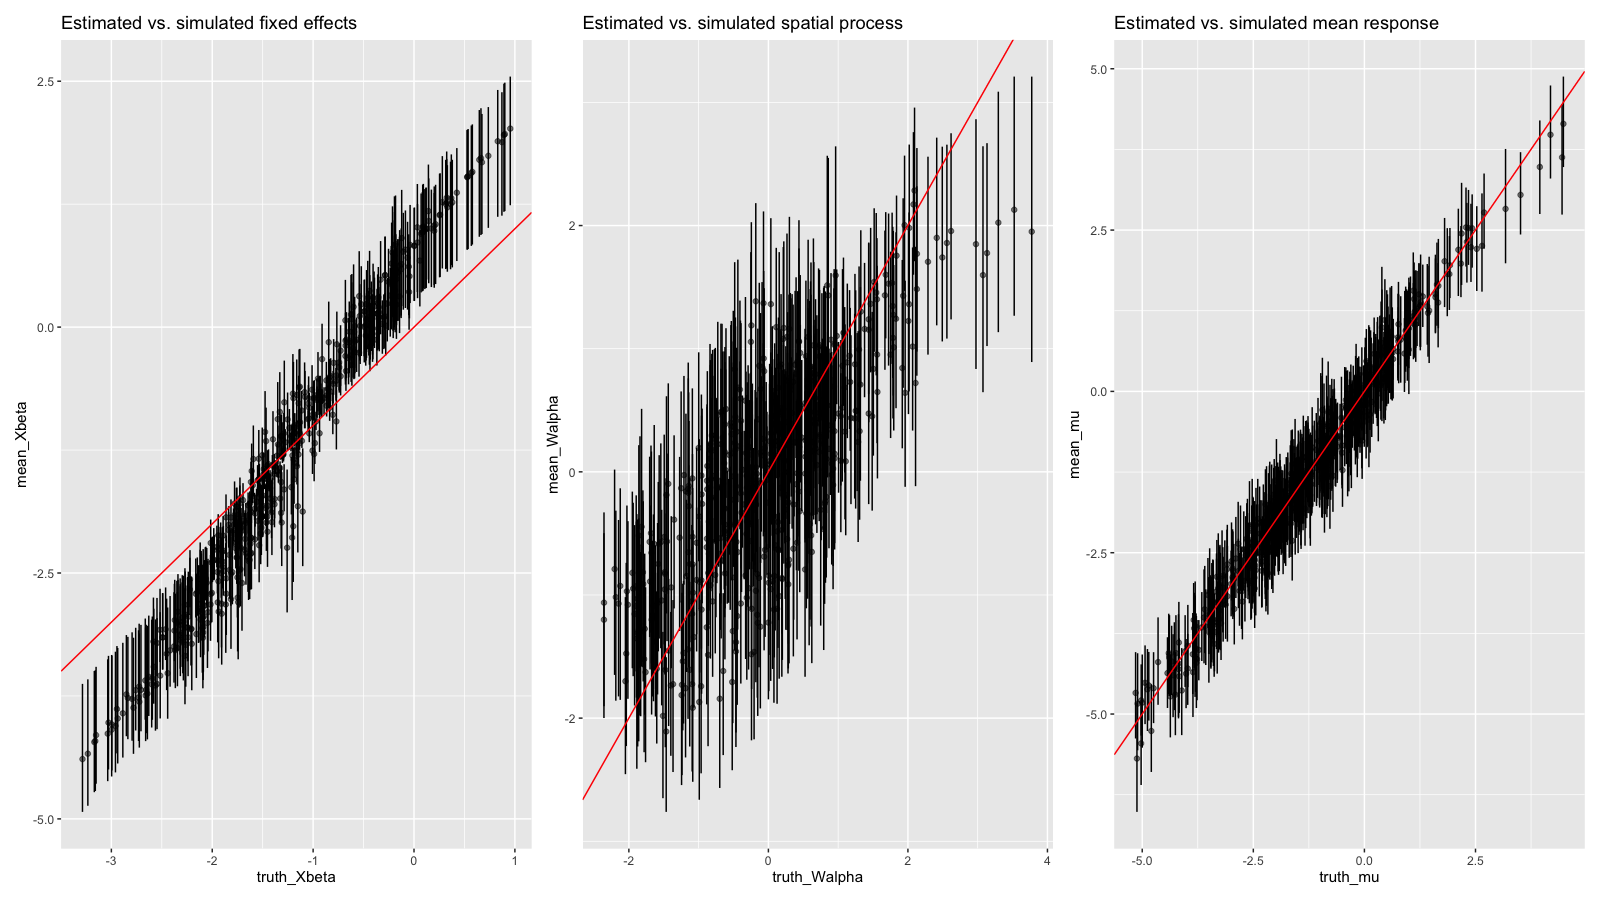 Estimated vs. simulated fixed effects
2.5
0.0
-2.5
-5.0
mean_Xbeta
-3
-2
-1
0
1
truth_Xbeta
Estimated vs. simulated spatial process
2
0
-2
mean_Walpha
-2
0
2
4
truth_Walpha
Estimated vs. simulated mean response
5.0
2.5
0.0
-2.5
-5.0
mean_mu
-5.0
-2.5
0.0
2.5
truth_mu